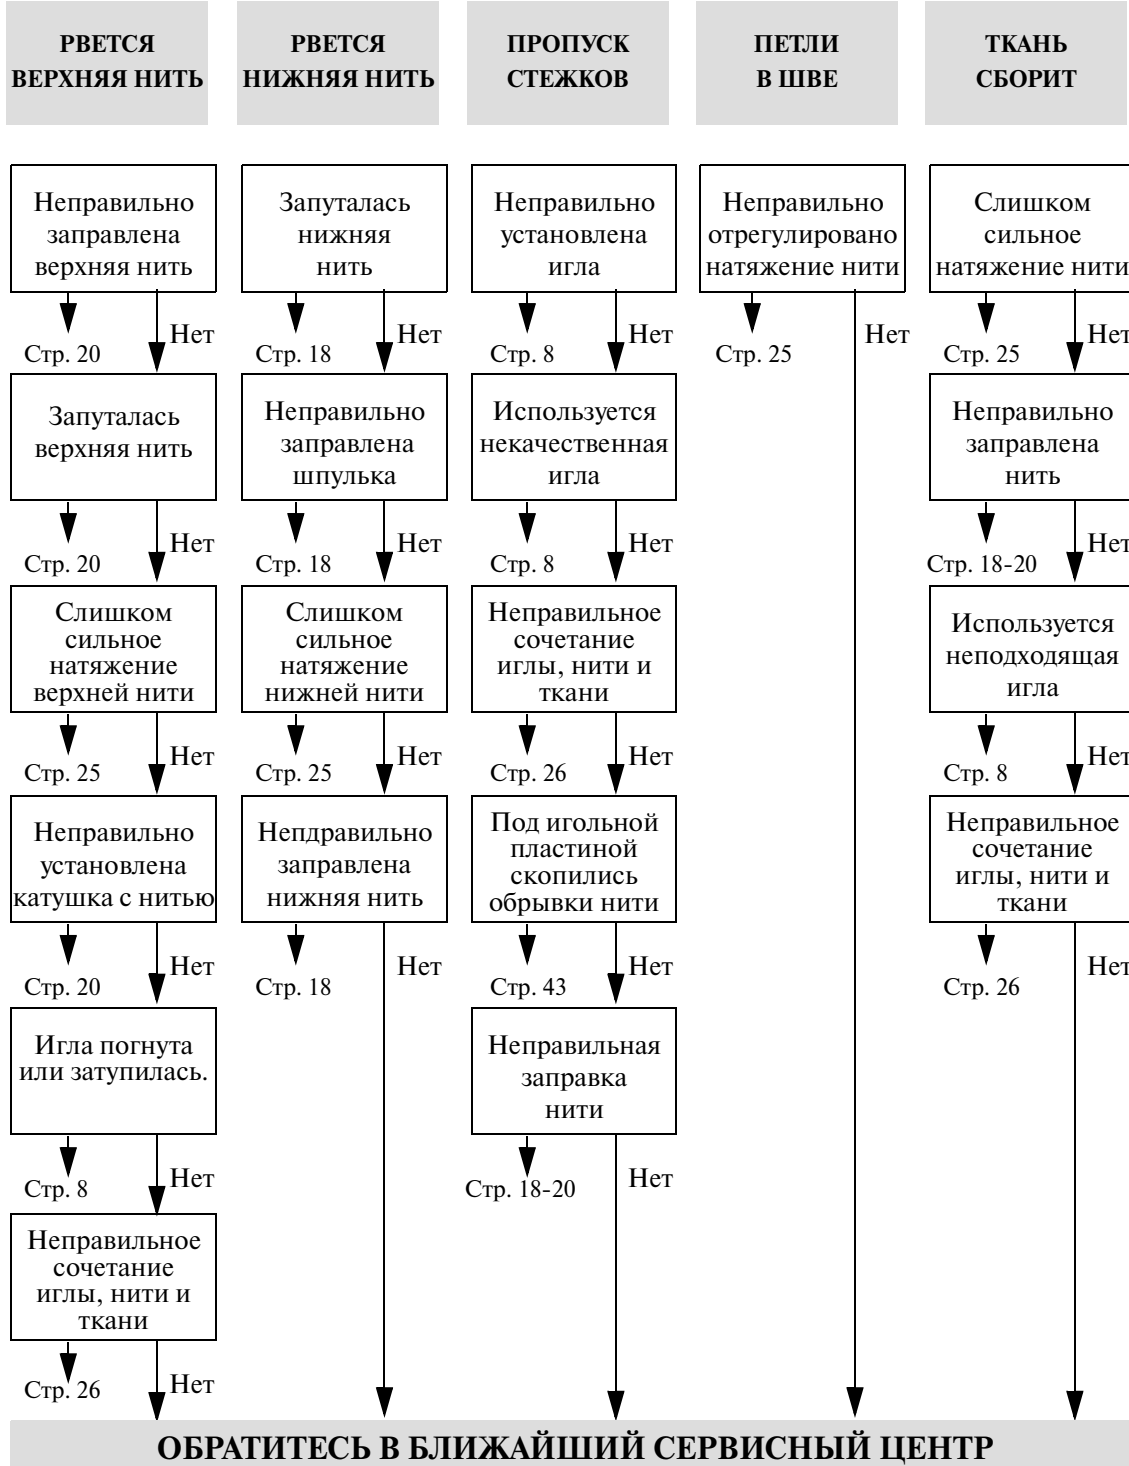 РВЕТСЯ
ВЕРХНЯЯ НИТЬ
Неправильно
заправлена
верхняя нить
Нет
Стр. 20
Запуталась
верхняя нить
Нет
Стр. 20
Слишком
сильное
натяжение
верхней нити
Нет
Стр. 25
Неправильно
установлена
катушка с нитью
Нет
Стр. 20
Игла погнута
или затупилась.
Нет
Стр. 8
Неправильное
сочетание
иглы, нити и
ткани
Нет
Стр. 26
РВЕТСЯ
НИЖНЯЯ НИТЬ
Запуталась
нижняя
нить
Нет
Стр. 18
Неправильно
заправлена
шпулька
Нет
Стр. 18
Слишком
сильное
натяжение
нижней нити
Нет
Стр. 25
Непдравильно
заправлена
нижняя нить
Нет
Стр. 18
ПРОПУСК
СТЕЖКОВ
Неправильно
установлена
игла
Нет
Стр. 8
Используется
некачественная
игла
Нет
Стр. 8
Неправильное
сочетание
иглы, нити и
ткани
Нет
Стр. 26
Под игольной
пластиной
скопились
обрывки нити
Нет
Стр. 43
Неправильная
заправка
нити
Нет
Стр. 18-20
ПЕТЛИ
В ШВЕ
Неправильно
отрегулировано
натяжение нити
Нет
Стр. 25
ТКАНЬ
СБОРИТ
Слишком
сильное
натяжение нити
Нет
Стр. 25
Неправильно
заправлена
нить
Нет
Стр. 18-20
Используется
неподходящая
игла
Нет
Стр. 8
Неправильное
сочетание
иглы, нити и
ткани
Нет
Стр. 26
ОБРАТИТЕСЬ В БЛИЖАЙШИЙ СЕРВИСНЫЙ ЦЕНТР